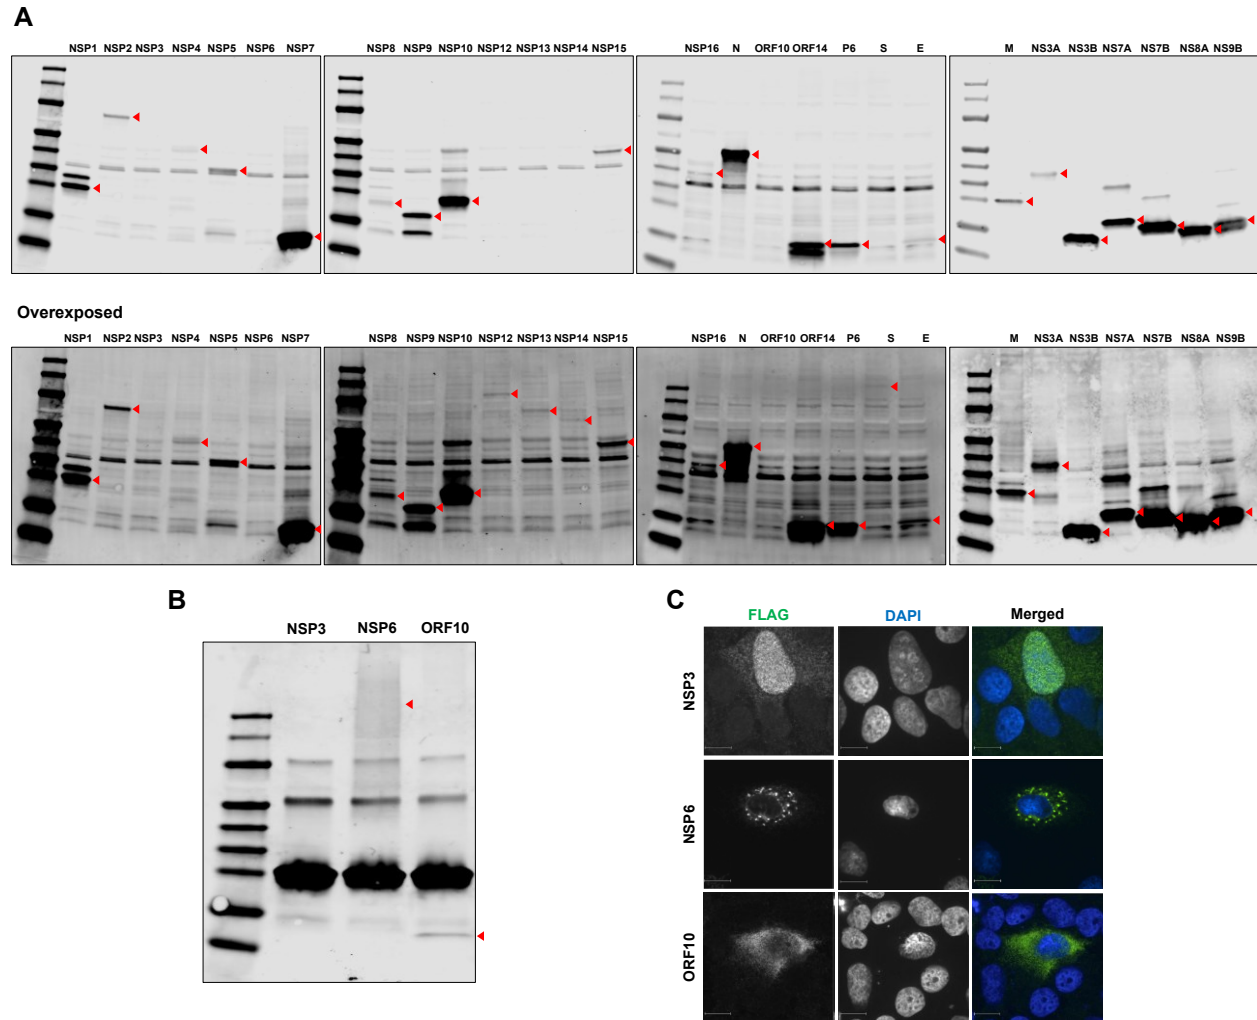 A
NSP1 NSP2 NSP3 NSP4 NSP5 NSP6 NSP7
NSP8 NSP9 NSP10 NSP12 NSP13 NSP14 NSP15
NSP16 N ORF10 ORF14 P6 S E
M NS3A NS3B NS7A NS7B NS8A NS9B
Overexposed
NSP1 NSP2 NSP3 NSP4 NSP5 NSP6 NSP7
NSP8 NSP9 NSP10 NSP12 NSP13 NSP14 NSP15
NSP16 N ORF10 ORF14 P6 S E
M NS3A NS3B NS7A NS7B NS8A NS9B
B
NSP3 NSP6 ORF10
C
FLAG DAPI Merged
NSP3
NSP6
ORF10